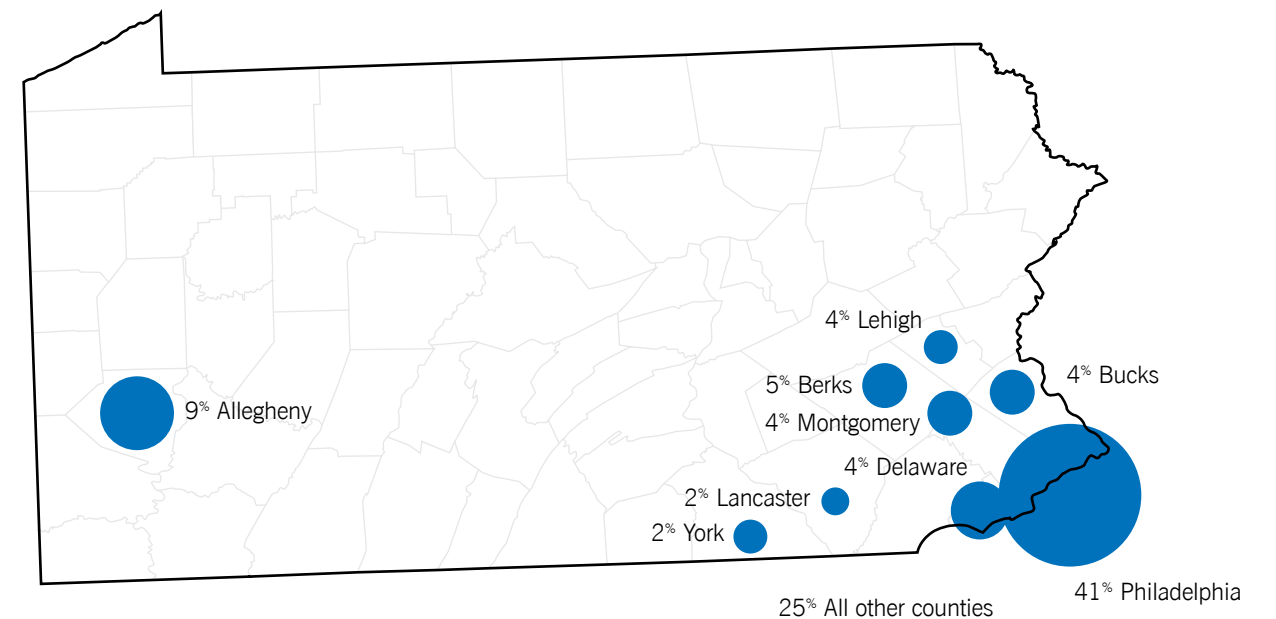 4% Lehigh
4% Bucks
5% Berks
9% Allegheny
4% Montgomery
4% Delaware
2% Lancaster
2% York
41% Philadelphia
25% All other counties